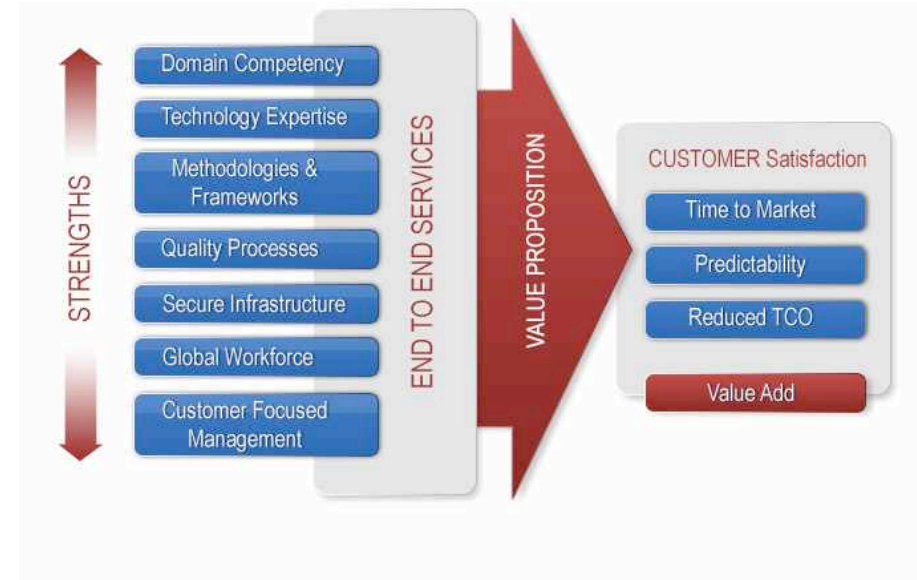 STRENGTHS
Domain Competency
Technology Expertise
Methodologies &
Frameworks
Quality Processes
Secure Infrastructure
Global Workforce
Customer Focused
Management
END TO END SERVICES
VALUE PROPOSITION
CUSTOMER Satisfaction
Time to Market
Predictability
Reduced TCO
Value Add